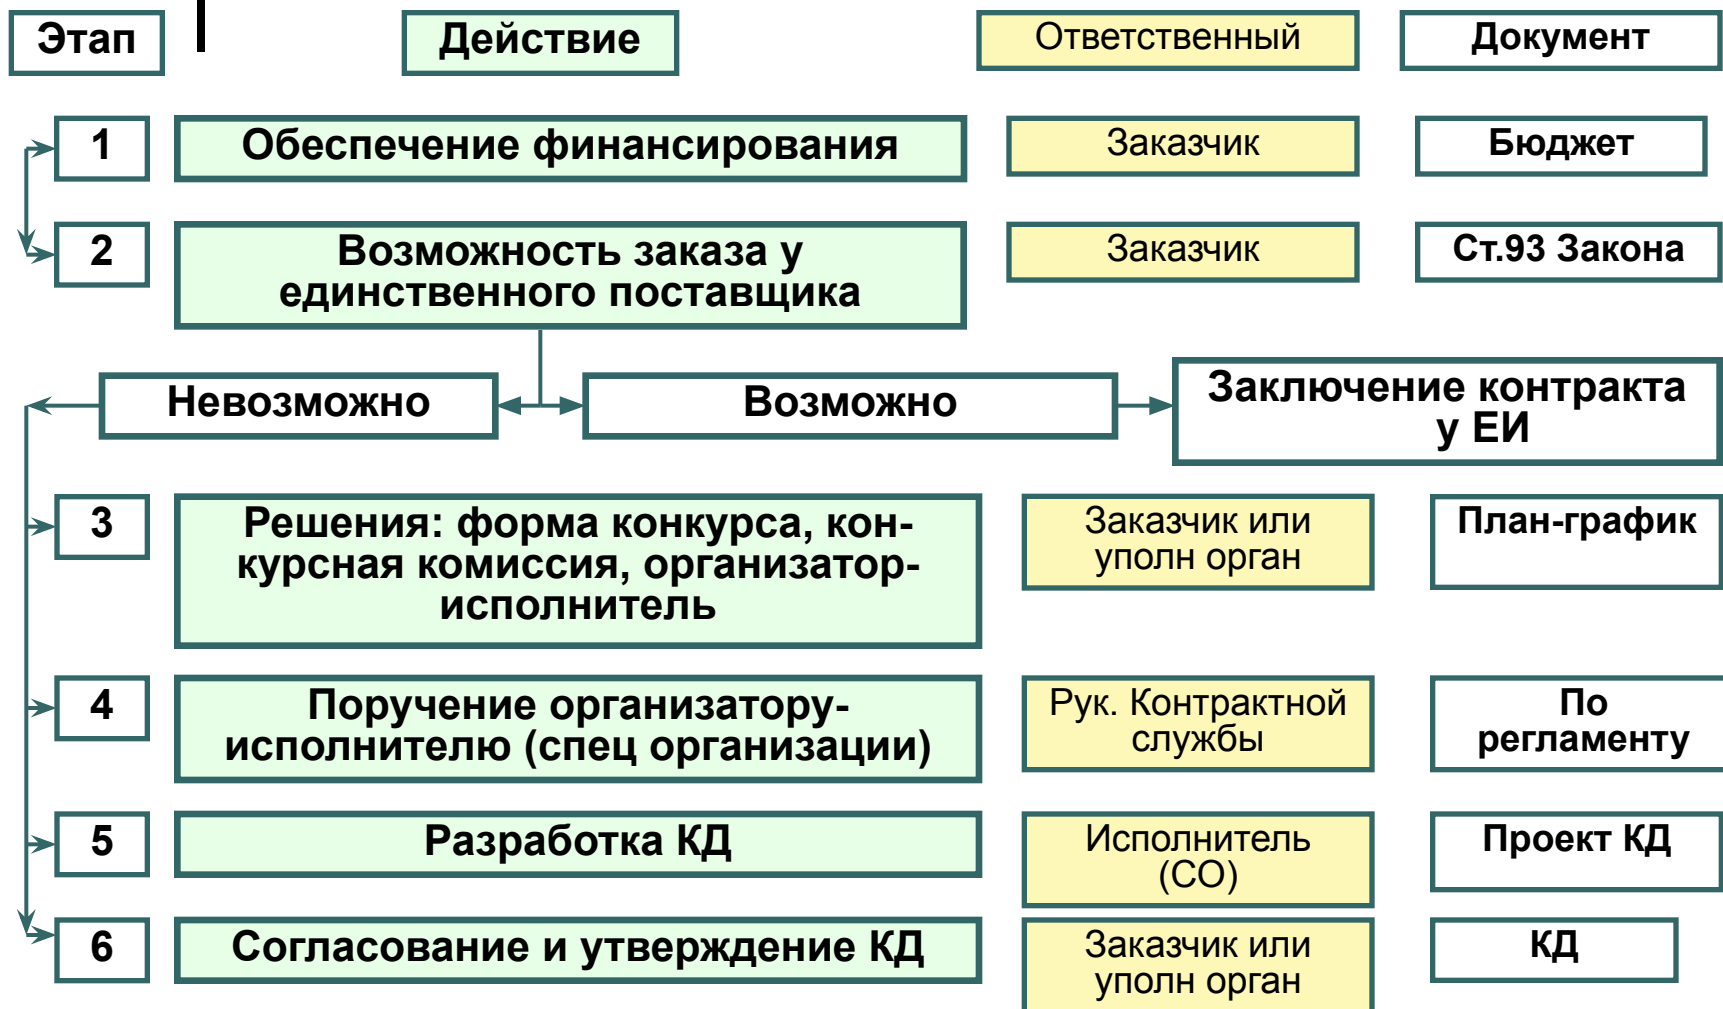 Этап
Действие
Ответственный
Документ
1
Обеспечение финансирования
Заказчик
Бюджет
2
Возможность заказа у
единственного поставщика
Заказчик
Ст.93 Закона
Невозможно
Возможно
Заключение контракта
у ЕИ
3
Решения: форма конкурса, кон-
курсная комиссия, организатор-
исполнитель
Заказчик или
уполн орган
План-график
4
Поручение организатору-
исполнителю (спец организации)
Рук. Контрактной
службы
По
регламенту
5
Разработка КД
Исполнитель
(СО)
Проект КД
6
Согласование и утверждение КД
Заказчик или
уполн орган
КД